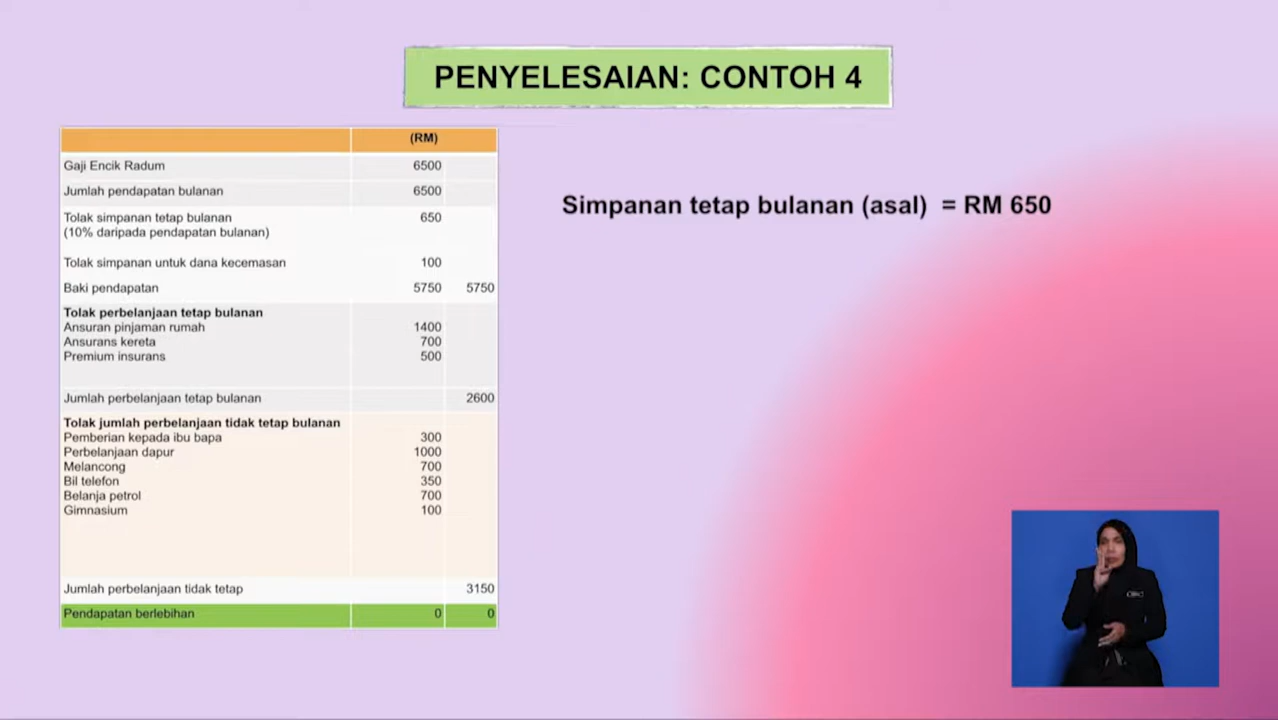 PENYELESAIAN: CONTOH 4
(RM)
Gaji Encik Radum 6500
Jumlah pendapatan bulanan 6500
Tolak simpanan tetap bulanan 650
(10% daripada pendapatan bulanan)
Tolak simpanan untuk dana kecemasan 100
Baki pendapatan 5750 5750
Tolak perbelanjaan tetap bulanan
Ansuran pinjaman rumah 1400
Ansurans kereta 700
Premium insurans 500
Jumlah perbelanjaan tetap bulanan 2600
Tolak jumlah perbelanjaan tidak tetap bulanan
Pemberian kepada ibu bapa 300
Perbelanjaan dapur 1000
Melancong 700
Bil telefon 350
Belanja petrol 700
Gimnasium 100
Jumlah perbelanjaan tidak tetap 3150
Pendapatan berlebihan 0 0
Simpanan tetap bulanan (asal) = RM 650